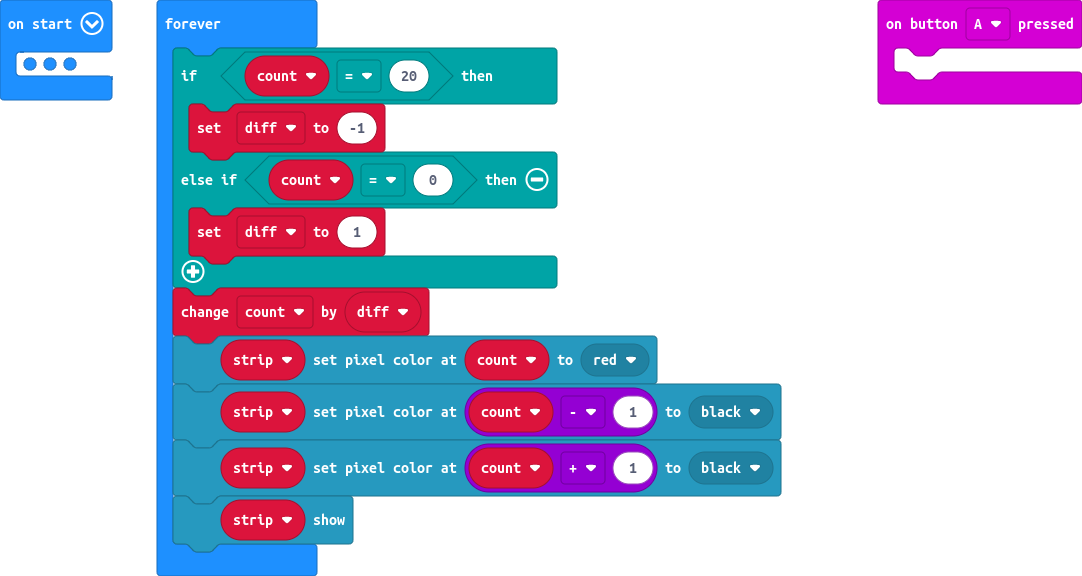 on start
forever
if count = 20 then
set diff to -1
else if count = 0 then
set diff to 1
change count by diff
strip set pixel color at count to red
strip set pixel color at count - 1 to black
strip set pixel color at count + 1 to black
strip show
on button A pressed